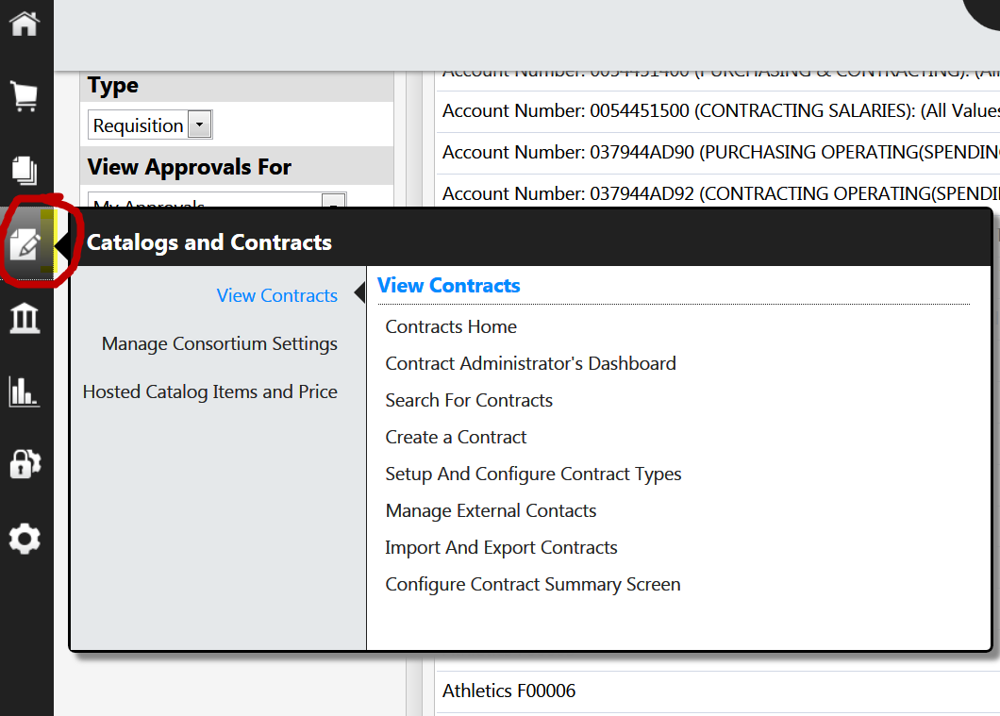 Type
Requisition
View Approvals For
My Approvals
Account Number: 0054451400 (PURCHASING & CONTRACTING): (All
Account Number: 0054451500 (CONTRACTING SALARIES): (All Values
Account Number: 037944AD90 (PURCHASING OPERATING(SPENDIN
Account Number: 037944AD92 (CONTRACTING OPERATING(SPENDI
Catalogs and Contracts
View Contracts
Manage Consortium Settings
Hosted Catalog Items and Price
View Contracts
Contracts Home
Contract Administrator's Dashboard
Search For Contracts
Create a Contract
Setup And Configure Contract Types
Manage External Contacts
Import And Export Contracts
Configure Contract Summary Screen
Athletics F00006